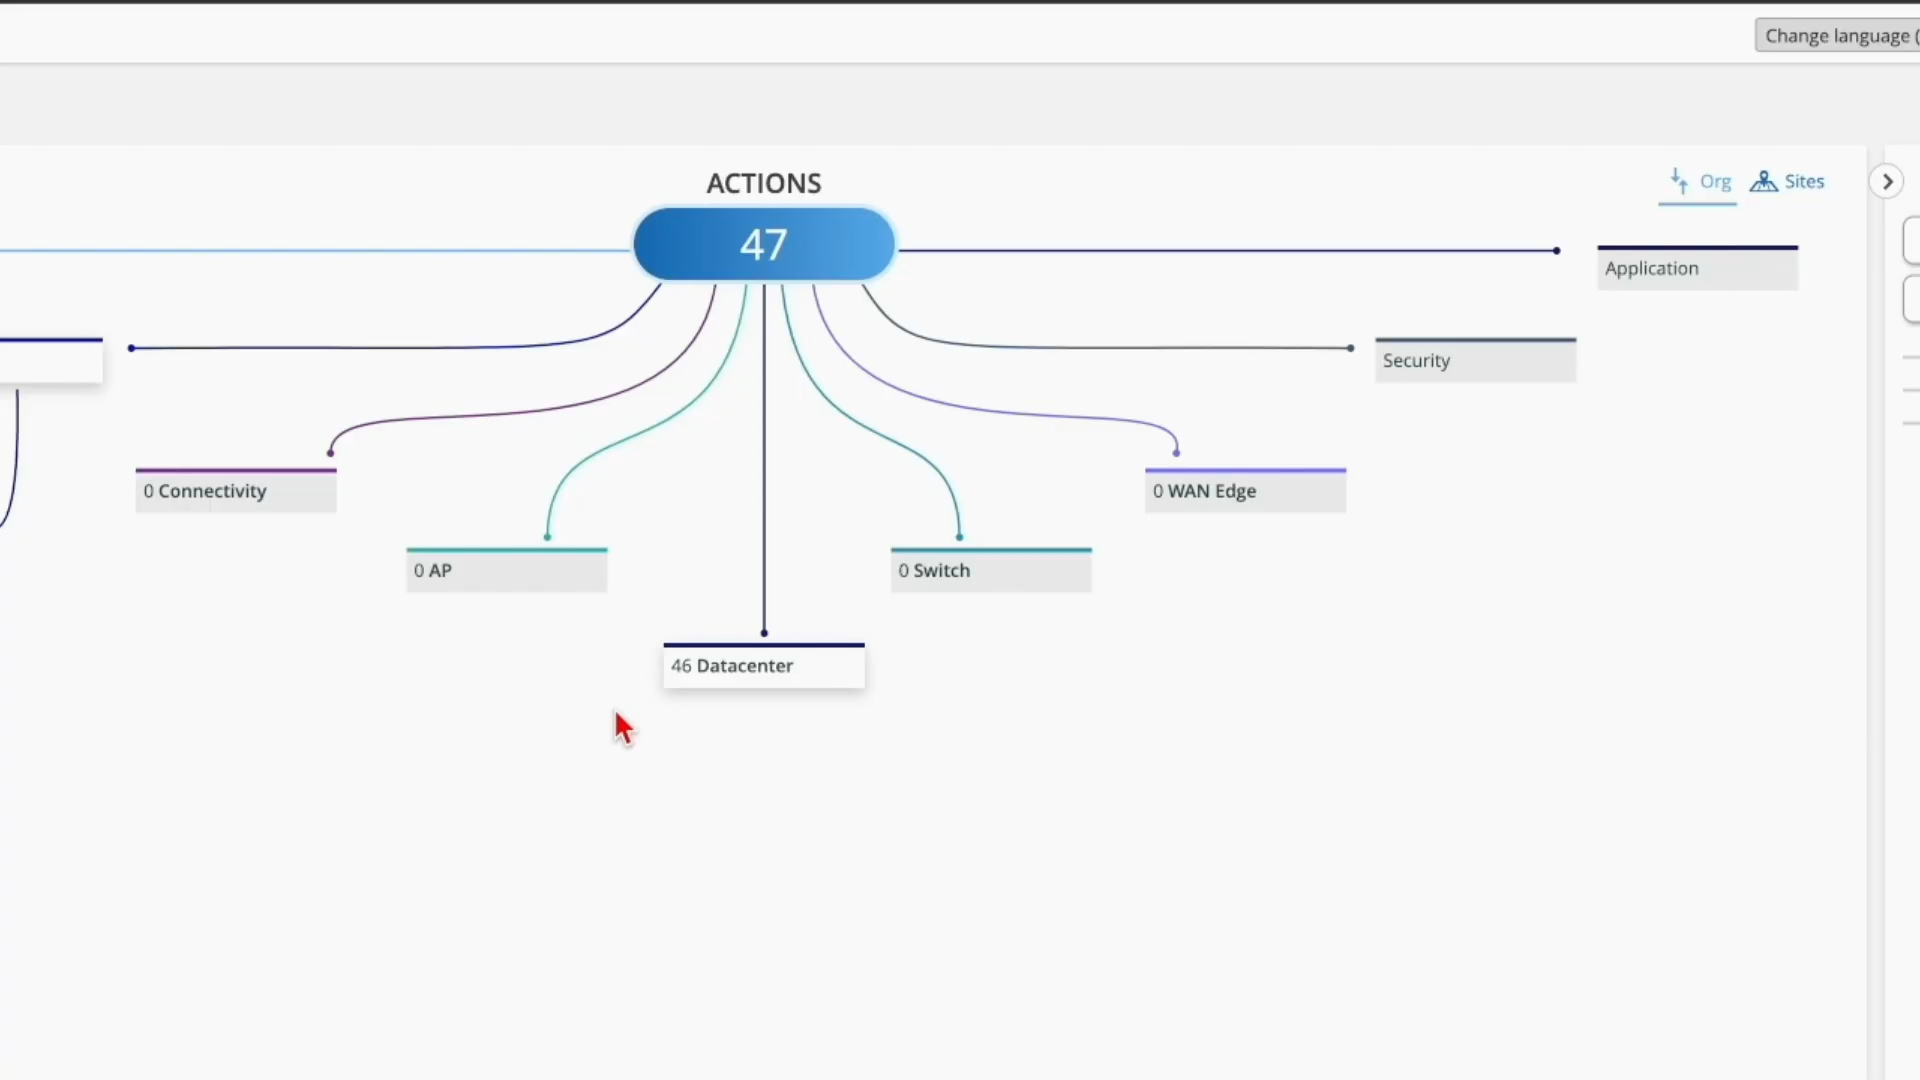 Change language (
ACTIONS
Org
Sites
47
Application
Security
0 Connectivity
0 WAN Edge
0 AP
0 Switch
46 Datacenter